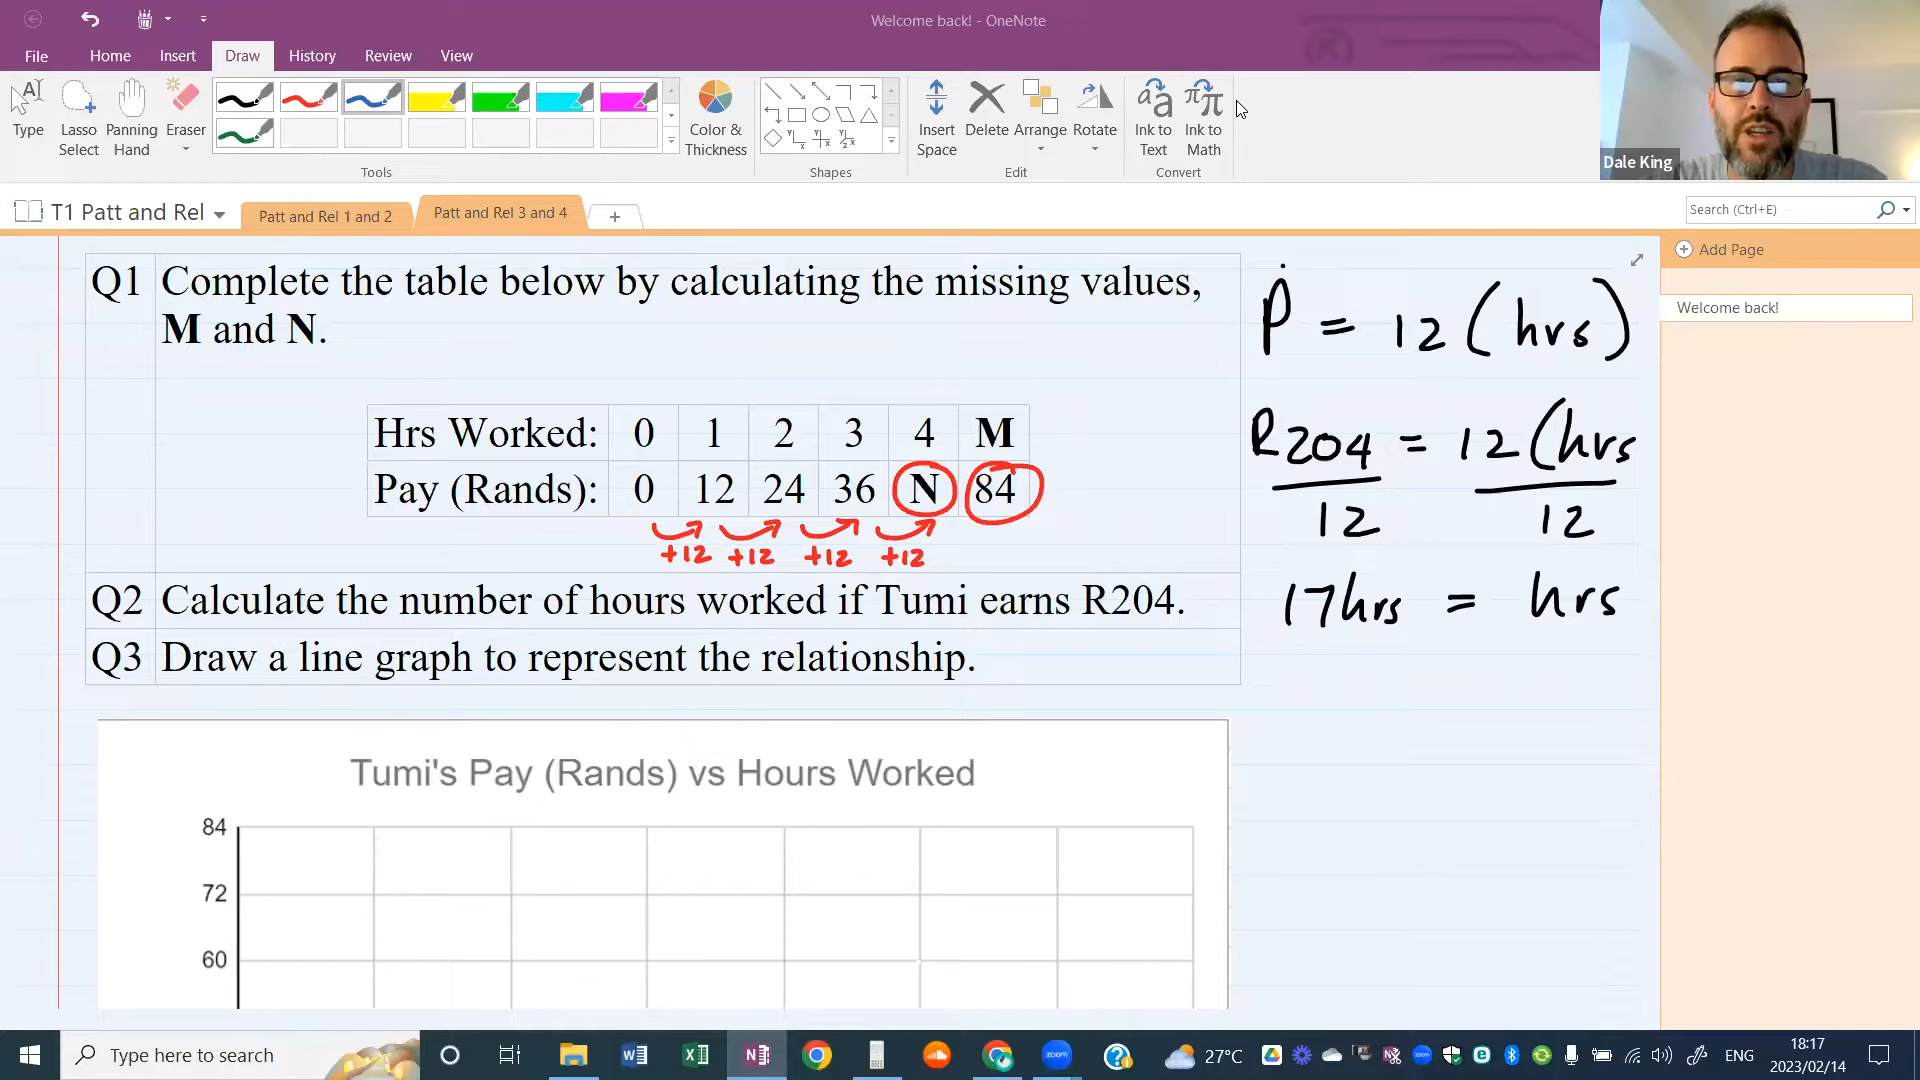 Welcome back! - OneNote
File Home Insert Draw History Review View
Type
Lasso Select
Panning Hand
Eraser
Color & Thickness
Insert Space
Delete
Arrange
Rotate
Ink to Text
Ink to Math
Tools
Shapes
Edit
Convert
Dale King
T1 Patt and Rel
Patt and Rel 1 and 2
Patt and Rel 3 and 4
+
Search (Ctrl+E)
Add Page
Welcome back!
Q1 Complete the table below by calculating the missing values,
M and N.
Hrs Worked: 0 1 2 3 4 M
Pay (Rands): 0 12 24 36 N 84
+12 +12 +12 +12
Q2 Calculate the number of hours worked if Tumi earns R204.
Q3 Draw a line graph to represent the relationship.
P = 12 (hrs)
R204 = 12 (hrs
12 12
17hrs = hrs
Tumi's Pay (Rands) vs Hours Worked
84
72
60
Type here to search
27°C
ENG
18:17
2023/02/14